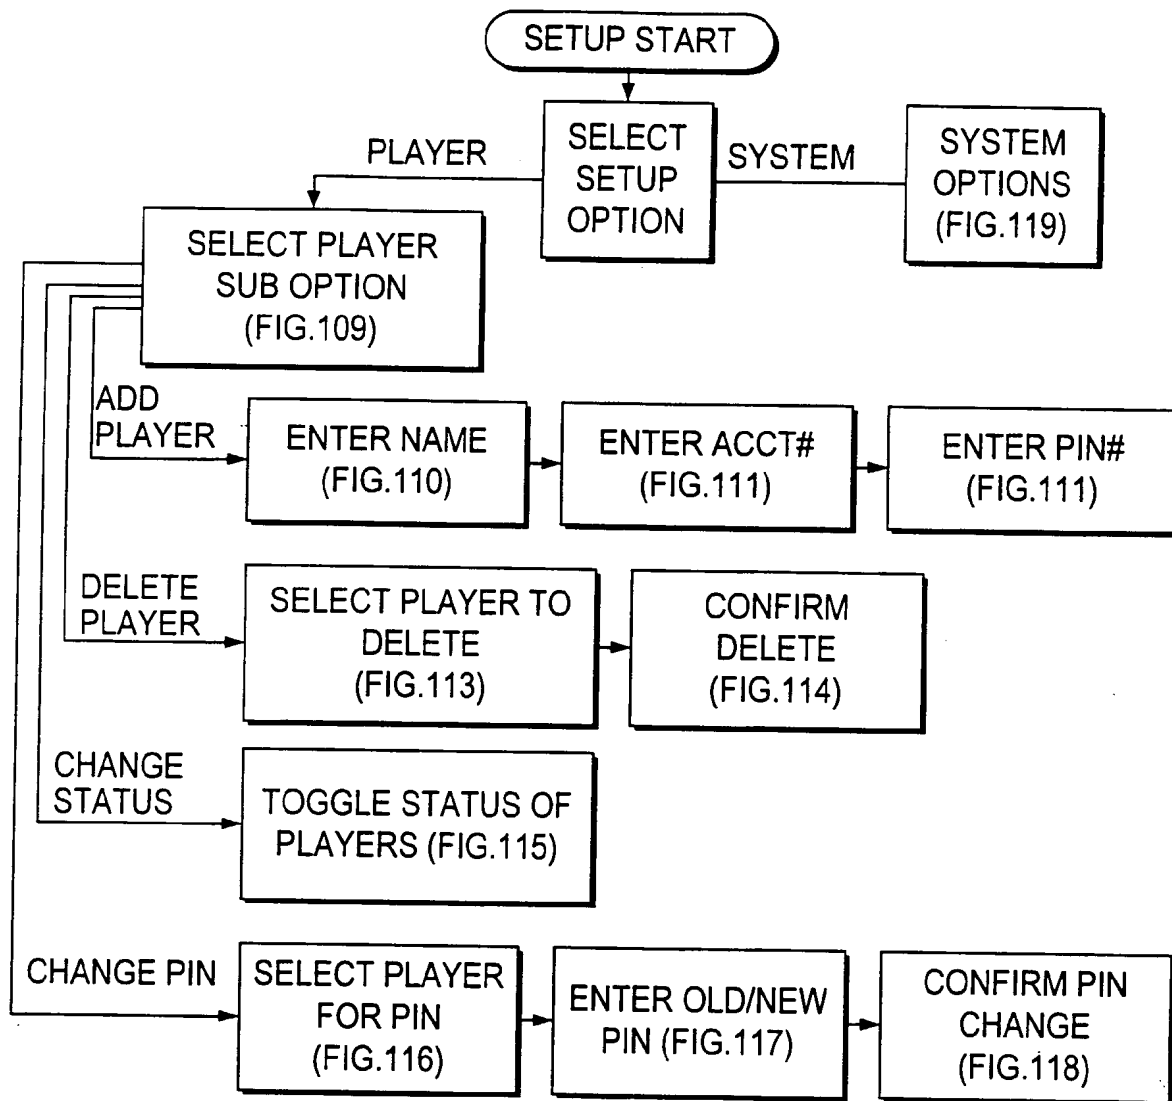 SETUP START
SELECT
SETUP
OPTION
PLAYER
SYSTEM
SYSTEM
OPTIONS
(FIG.119)
SELECT PLAYER
SUB OPTION
(FIG.109)
ADD
PLAYER
ENTER NAME
(FIG.110)
ENTER ACCT#
(FIG.111)
ENTER PIN#
(FIG.111)
DELETE
PLAYER
SELECT PLAYER TO
DELETE
(FIG.113)
CONFIRM
DELETE
(FIG.114)
CHANGE
STATUS
TOGGLE STATUS OF
PLAYERS (FIG.115)
CHANGE PIN
SELECT PLAYER
FOR PIN
(FIG.116)
ENTER OLD/NEW
PIN (FIG.117)
CONFIRM PIN
CHANGE
(FIG.118)